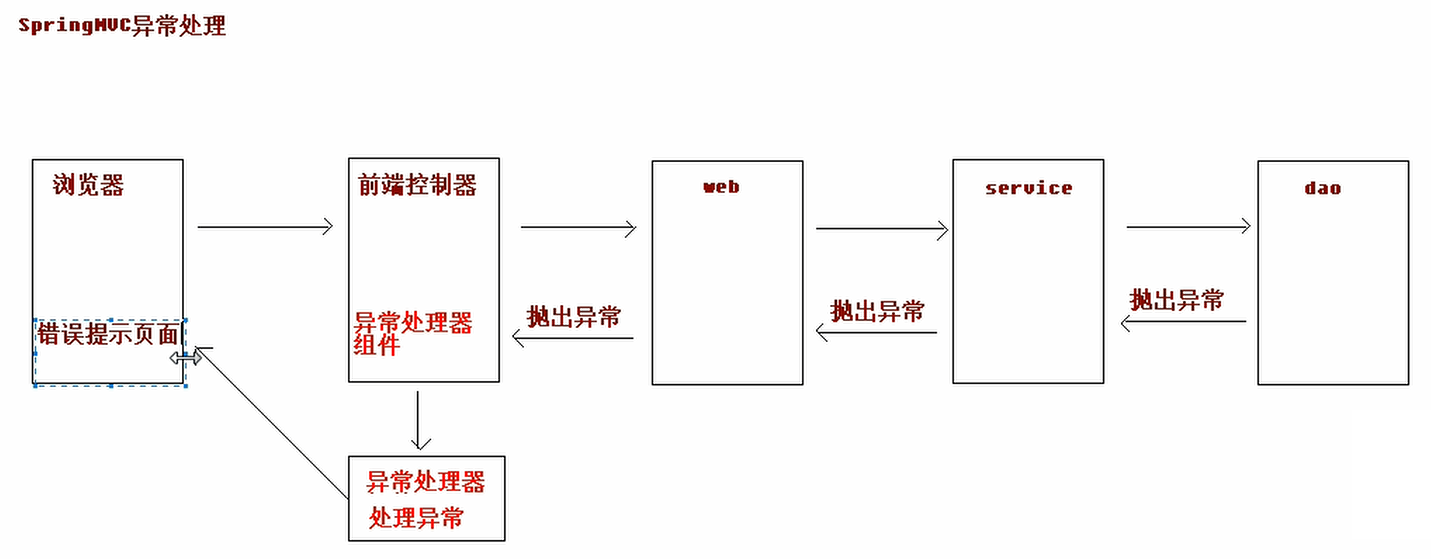 SpringMVC异常处理
浏览器
前端控制器
web
service
dao
抛出异常
抛出异常
抛出异常
异常处理器
组件
错误提示页面
异常处理器
处理异常